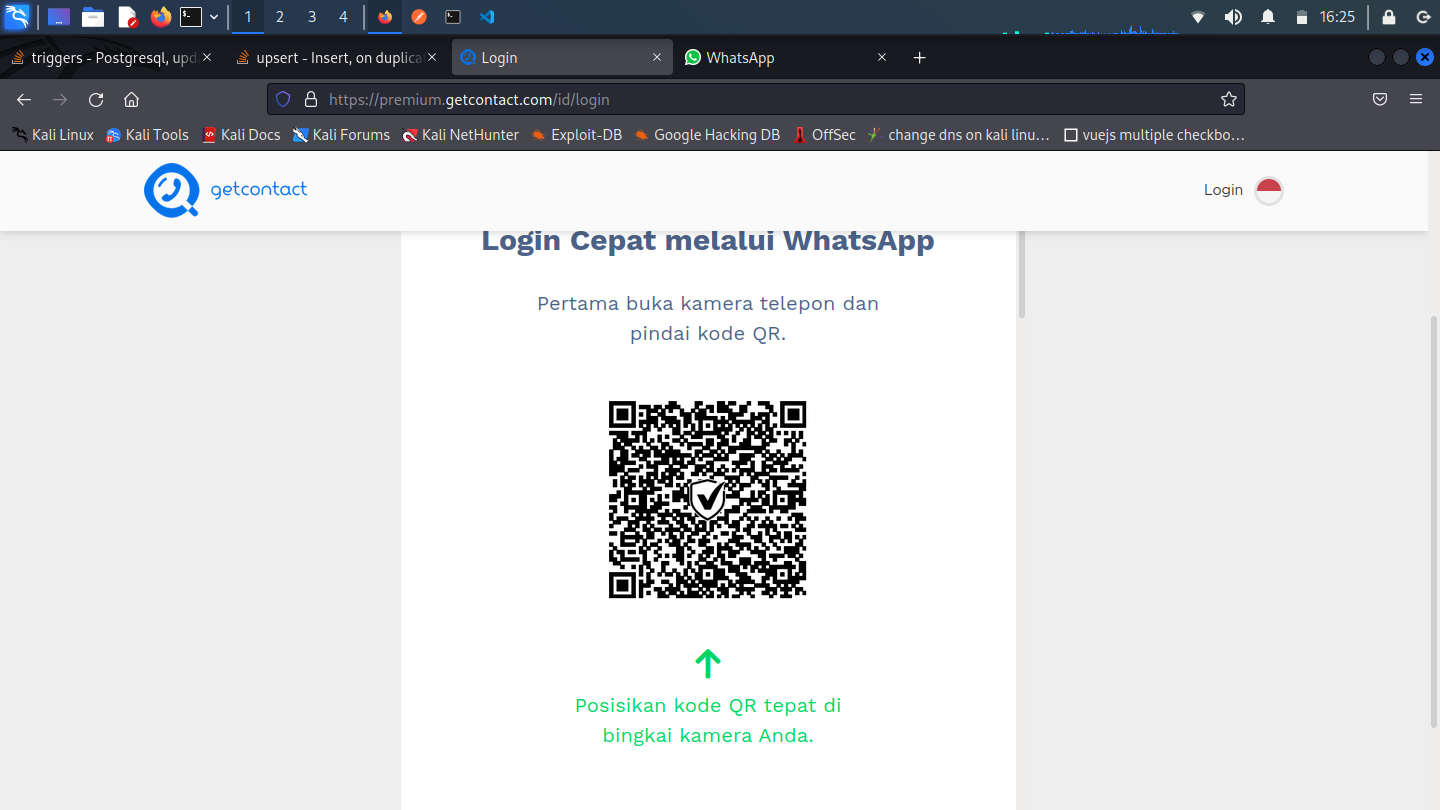 1 2 3 4 16:25
triggers - Postgresql, upd
upsert - Insert, on duplica
Login
WhatsApp
https://premium.getcontact.com/id/login
Kali Linux Kali Tools Kali Docs Kali Forums Kali NetHunter Exploit-DB Google Hacking DB OffSec change dns on kali linu… vuejs multiple checkbo…
getcontact Login
Login Cepat melalui WhatsApp
Pertama buka kamera telepon dan
pindai kode QR.
Posisikan kode QR tepat di
bingkai kamera Anda.